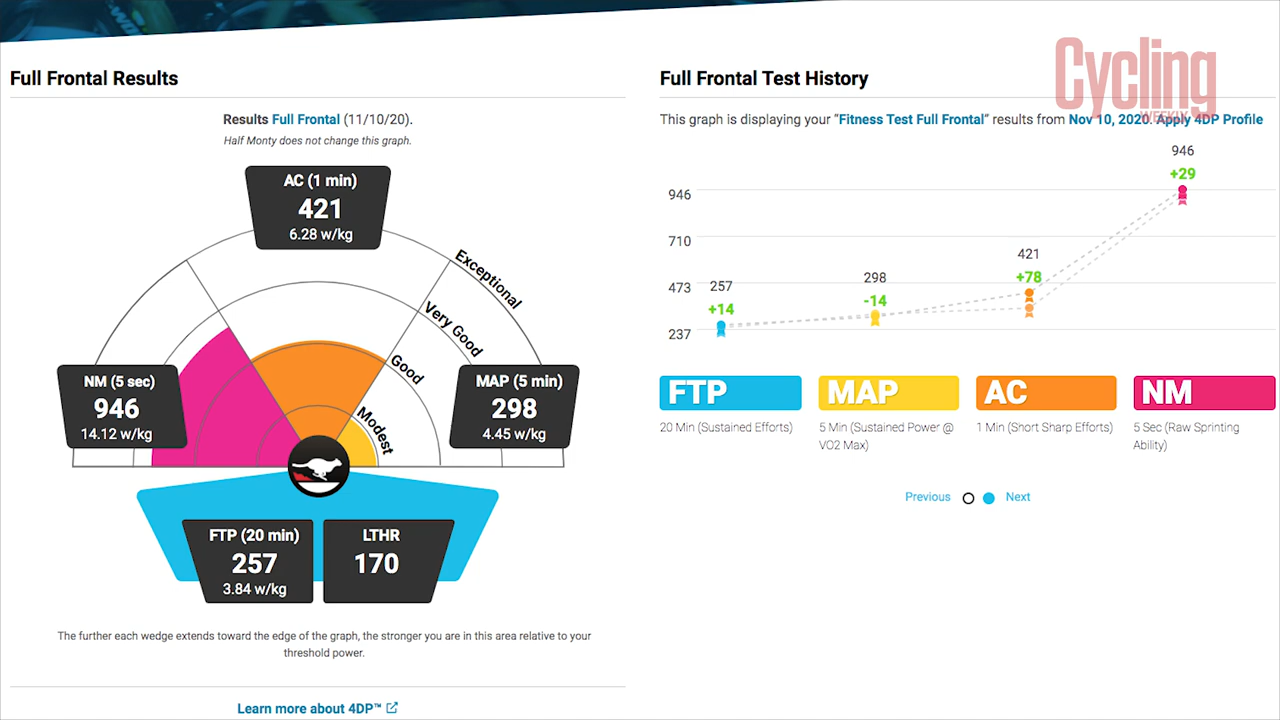 Full Frontal Results
Results Full Frontal (11/10/20).
Half Monty does not change this graph.
AC (1 min)
421
6.28 w/kg
Exceptional
Very Good
Good
Modest
NM (5 sec)
946
14.12 w/kg
MAP (5 min)
298
4.45 w/kg
FTP (20 min)
257
3.84 w/kg
LTHR
170
The further each wedge extends toward the edge of the graph, the stronger you are in this area relative to your
threshold power.
Learn more about 4DP™
Full Frontal Test History
Cycling
WEEKLY
This graph is displaying your "Fitness Test Full Frontal" results from Nov 10, 2020. Apply 4DP Profile
946
+29
946
710
421
+78
473
298
-14
257
+14
237
FTP
20 Min (Sustained Efforts)
MAP
5 Min (Sustained Power @
VO2 Max)
AC
1 Min (Short Sharp Efforts)
NM
5 Sec (Raw Sprinting
Ability)
Previous
Next